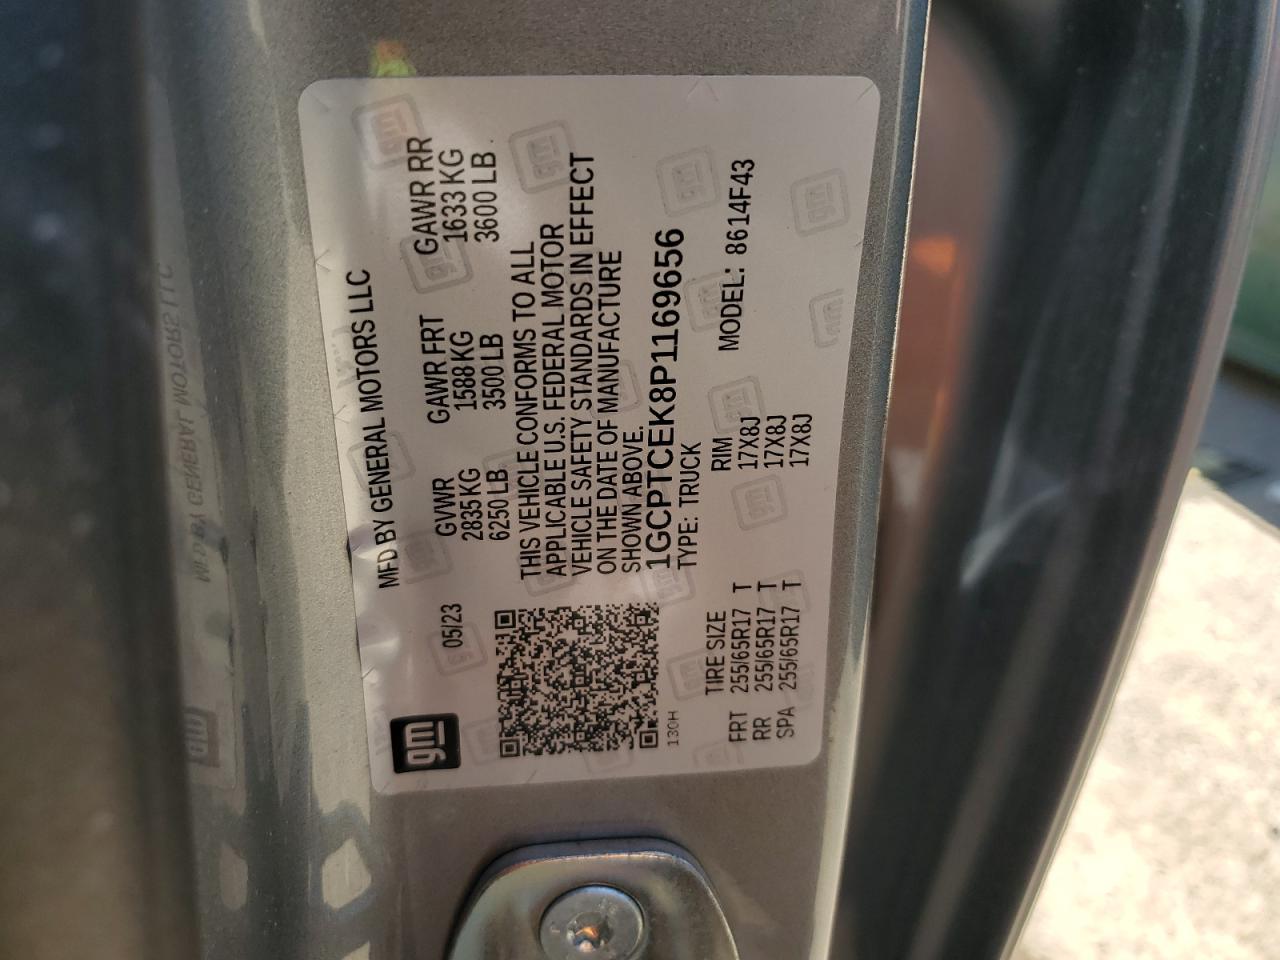 gm
MFD BY GENERAL MOTORS LLC
05/23
GVWR GAWR FRT GAWR RR
2835 KG 1588 KG 1633 KG
6250 LB 3500 LB 3600 LB
THIS VEHICLE CONFORMS TO ALL
APPLICABLE U.S. FEDERAL MOTOR
VEHICLE SAFETY STANDARDS IN EFFECT
ON THE DATE OF MANUFACTURE
SHOWN ABOVE.
1GCPTCEK8P1169656
TYPE: TRUCK
130H
TIRE SIZE RIM MODEL: 8614F43
FRT 255/65R17 T 17X8J
RR 255/65R17 T 17X8J
SPA 255/65R17 T 17X8J